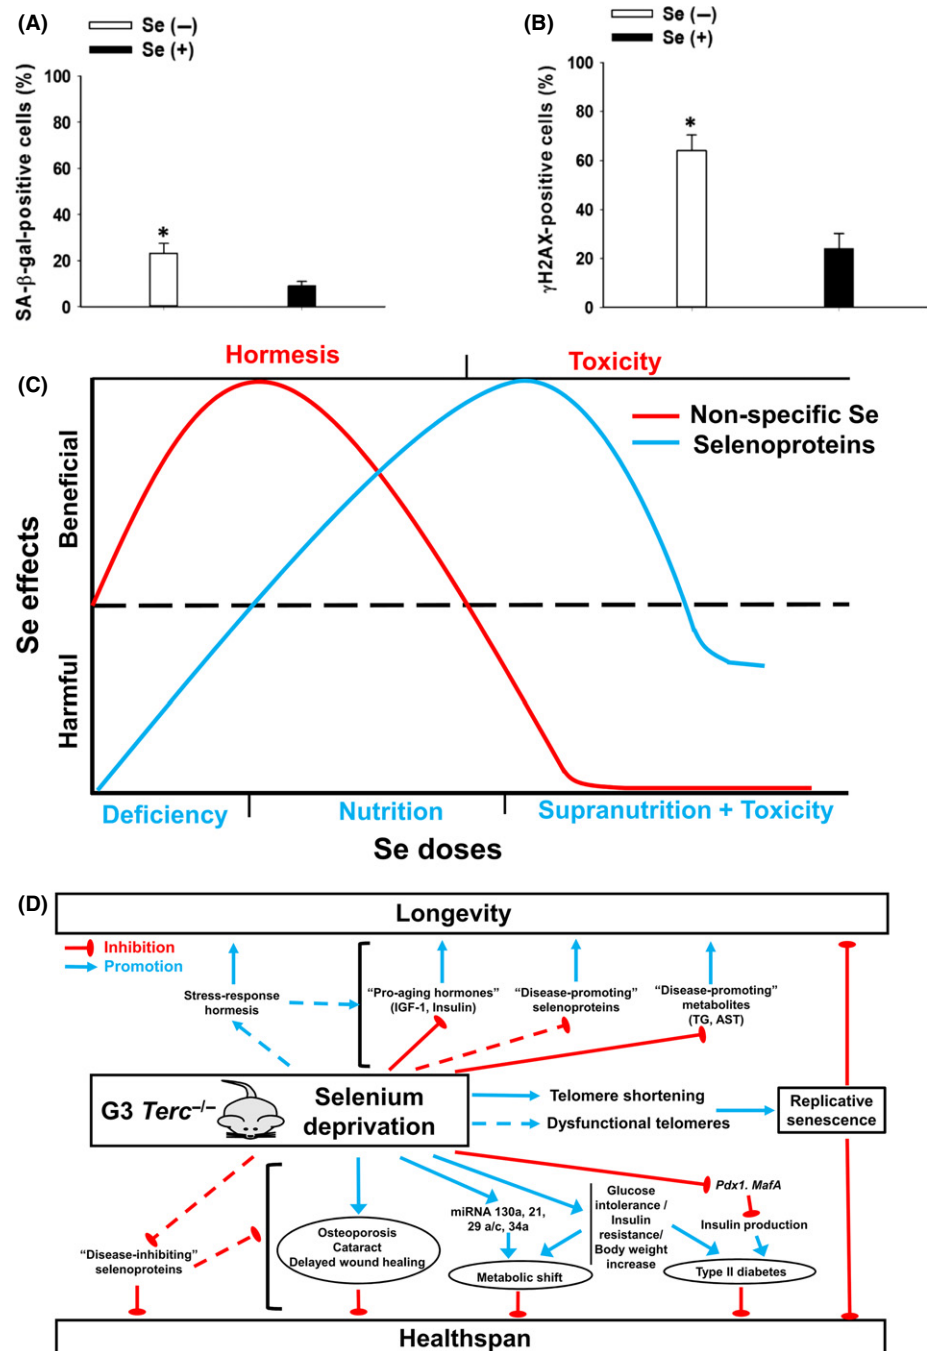 (A)
Se (—)
Se (+)
SA-β-gal-positive cells (%)
100
80
60
40
20
0
*
(B)
Se (—)
Se (+)
γH2AX-positive cells (%)
100
80
60
40
20
0
*
(C)
Hormesis
Toxicity
Non-specific Se
Selenoproteins
Se effects
Beneficial
Harmful
Deficiency
Nutrition
Supranutrition + Toxicity
Se doses
(D)
Longevity
Inhibition
Promotion
Stress-response
hormesis
“Pro-aging hormones”
(IGF-1, Insulin)
“Disease-promoting”
selenoproteins
“Disease-promoting”
metabolites
(TG, AST)
G3 Terc–/–
Selenium
deprivation
Telomere shortening
Dysfunctional telomeres
Replicative
senescence
“Disease-inhibiting”
selenoproteins
Osteoporosis
Cataract
Delayed wound healing
miRNA 130a, 21,
29 a/c, 34a
Metabolic shift
Glucose
intolerance /
Insulin
resistance/
Body weight
increase
Pdx1. MafA
Insulin production
Type II diabetes
Healthspan